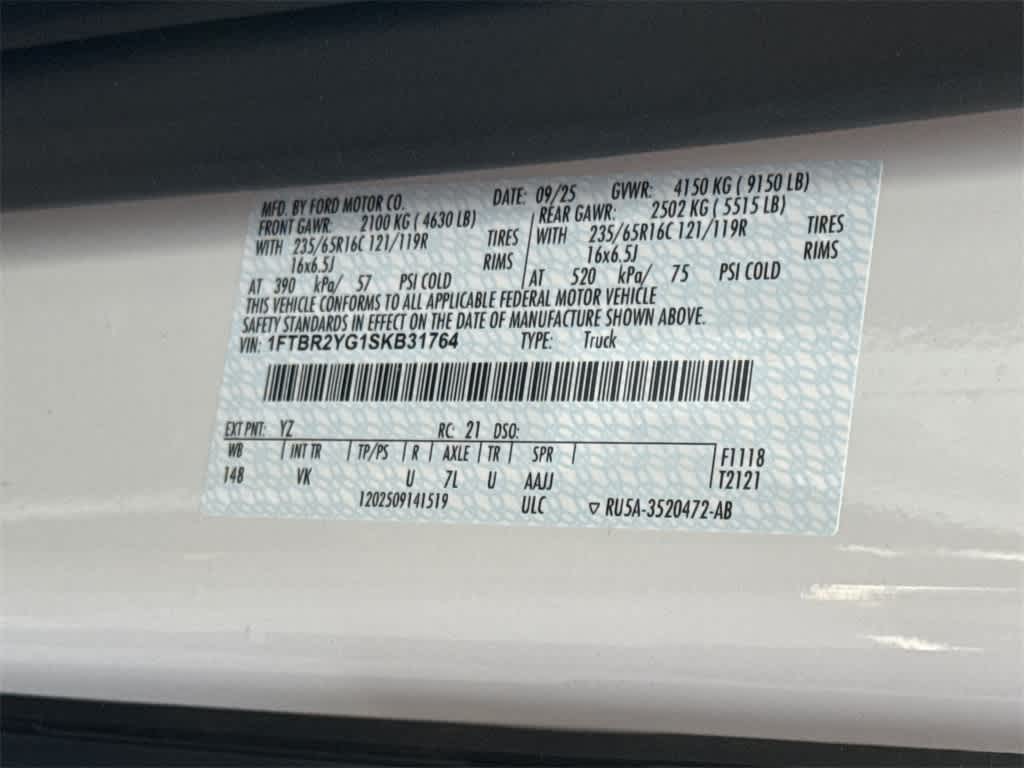 MFD. BY FORD MOTOR CO. DATE: 09/25 GVWR: 4150 KG ( 9150 LB)
FRONT GAWR: 2100 KG ( 4630 LB) REAR GAWR: 2502 KG ( 5515 LB)
WITH 235/65R16C 121/119R TIRES WITH 235/65R16C 121/119R TIRES
16x6.5J RIMS 16x6.5J RIMS
AT 390 kPa/ 57 PSI COLD AT 520 kPa/ 75 PSI COLD
THIS VEHICLE CONFORMS TO ALL APPLICABLE FEDERAL MOTOR VEHICLE
SAFETY STANDARDS IN EFFECT ON THE DATE OF MANUFACTURE SHOWN ABOVE.
VIN: 1FTBR2YG1SKB31764 TYPE: Truck
EXT PNT: YZ RC: 21 DSO:
WB INT TR TP/PS R AXLE TR SPR F1118
148 VK U 7L U AAJJ T2121
1202509141519 ULC ▽ RU5A-3520472-AB